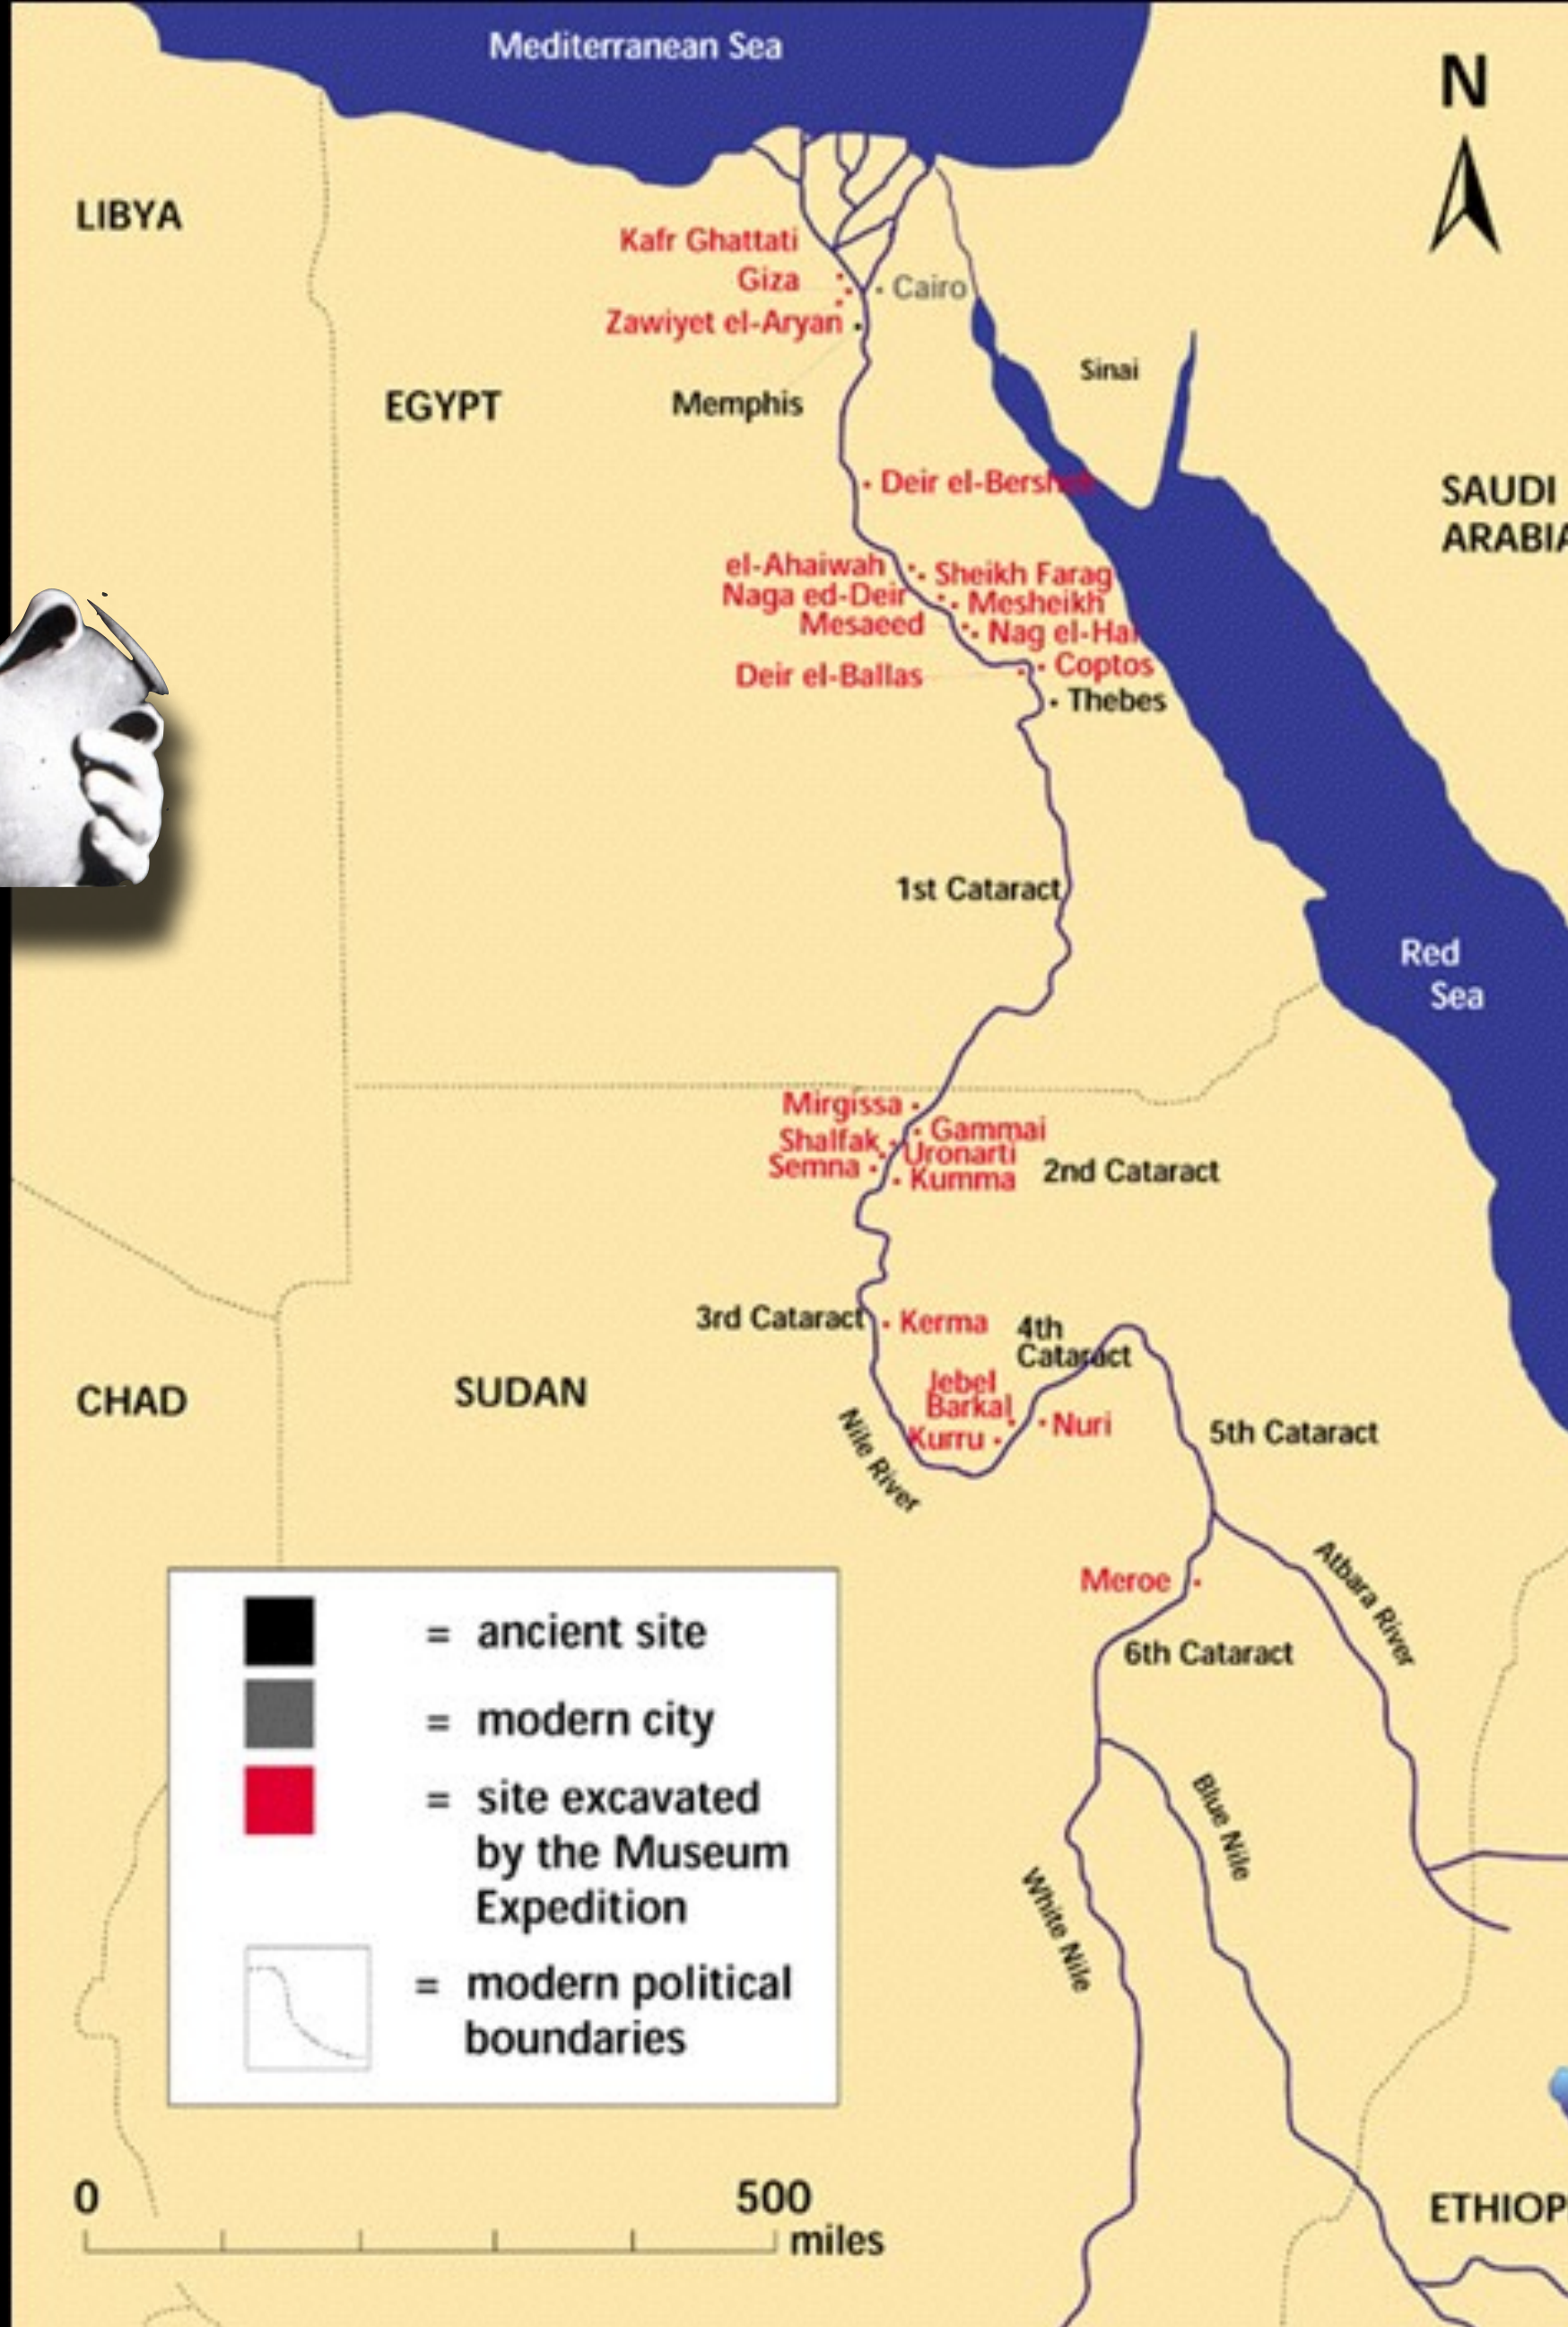 Mediterranean Sea
N
LIBYA
Kafr Ghattati
Giza
Cairo
Zawiyet el-Aryan
Sinai
EGYPT
Memphis
Deir el-Bersheh
SAUDI
ARABIA
el-Ahaiwah
Sheikh Farag
Naga ed-Deir
Mesheikh
Mesaeed
Nag el-Hai
Coptos
Deir el-Ballas
Thebes
1st Cataract
Red
Sea
Mirgissa
Gammai
Shalfak
Uronarti
Semna
Kumma
2nd Cataract
3rd Cataract
Kerma
4th
Cataract
Jebel
Barkal
Nuri
Kurru
CHAD
SUDAN
Nile River
5th Cataract
Atbara River
Meroe
6th Cataract
Blue Nile
White Nile
= ancient site
= modern city
= site excavated
by the Museum
Expedition
= modern political
boundaries
0
500
miles
ETHIOP